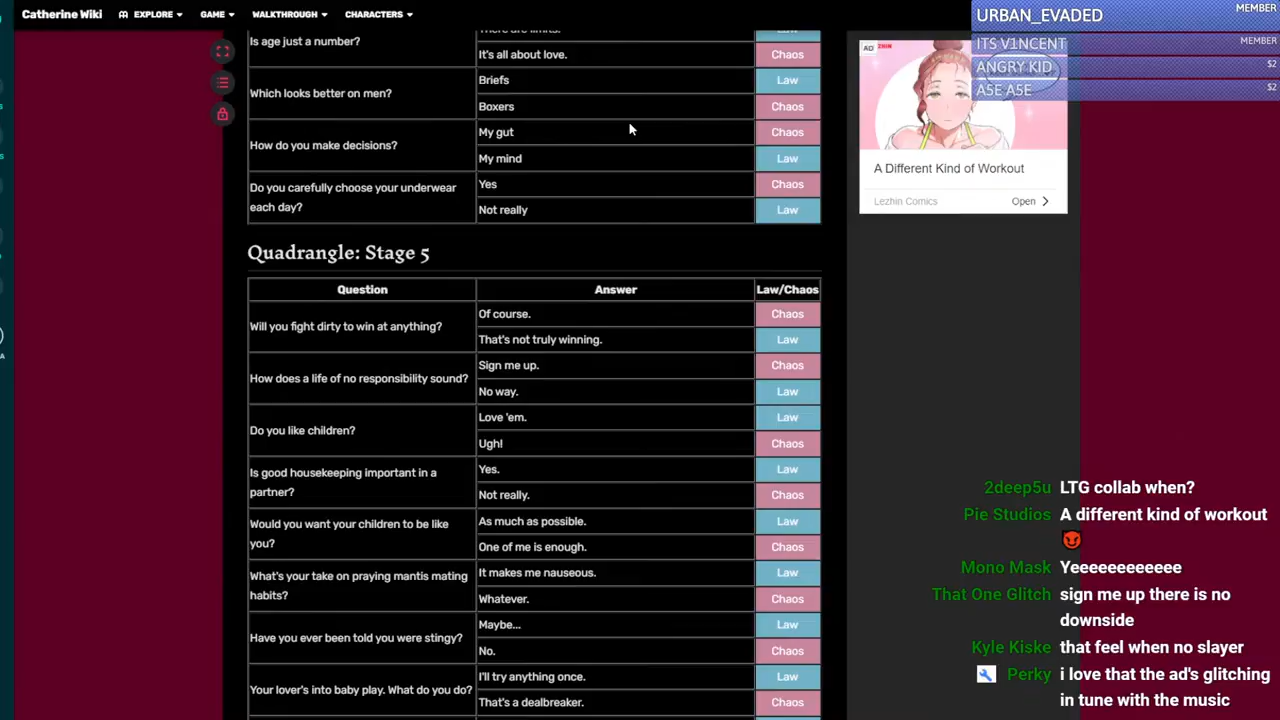 Catherine Wiki
EXPLORE
GAME
WALKTHROUGH
CHARACTERS
URBAN_EVADED
MEMBER
ITS V1NCENT
MEMBER
ANGRY KID
$2
A5E A5E
$2
There are limits.
Law
Is age just a number?
It's all about love.
Chaos
Which looks better on men?
Briefs
Law
Boxers
Chaos
How do you make decisions?
My gut
Chaos
My mind
Law
Do you carefully choose your underwear
each day?
Yes
Chaos
Not really
Law
AD
A Different Kind of Workout
Lezhin Comics
Open
Quadrangle: Stage 5
Question
Answer
Law/Chaos
Will you fight dirty to win at anything?
Of course.
Chaos
That's not truly winning.
Law
How does a life of no responsibility sound?
Sign me up.
Chaos
No way.
Law
Do you like children?
Love 'em.
Law
Ugh!
Chaos
Is good housekeeping important in a
partner?
Yes.
Law
Not really.
Chaos
Would you want your children to be like
you?
As much as possible.
Law
One of me is enough.
Chaos
What's your take on praying mantis mating
habits?
It makes me nauseous.
Law
Whatever.
Chaos
Have you ever been told you were stingy?
Maybe...
Law
No.
Chaos
Your lover's into baby play. What do you do?
I'll try anything once.
Law
That's a dealbreaker.
Chaos
2deep5u LTG collab when?
Pie Studios A different kind of workout
Mono Mask Yeeeeeeeeeee
That One Glitch sign me up there is no
downside
Kyle Kiske that feel when no slayer
Perky i love that the ad's glitching
in tune with the music